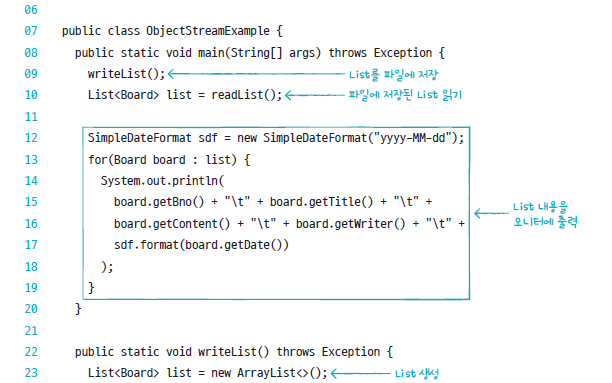 06
07 public class ObjectStreamExample {
08 public static void main(String[] args) throws Exception {
09 writeList(); List를 파일에 저장
10 List<Board> list = readList(); 파일에 저장된 List 읽기
11
12 SimpleDateFormat sdf = new SimpleDateFormat("yyyy-MM-dd");
13 for(Board board : list) {
14 System.out.println(
15 board.getBno() + "\t" + board.getTitle() + "\t" +
List 내용을
16 board.getContent() + "\t" + board.getWriter() + "\t" +
모니터에 출력
17 sdf.format(board.getDate())
18 );
19 }
20 }
21
22 public static void writeList() throws Exception {
23 List<Board> list = new ArrayList<>(); List 생성